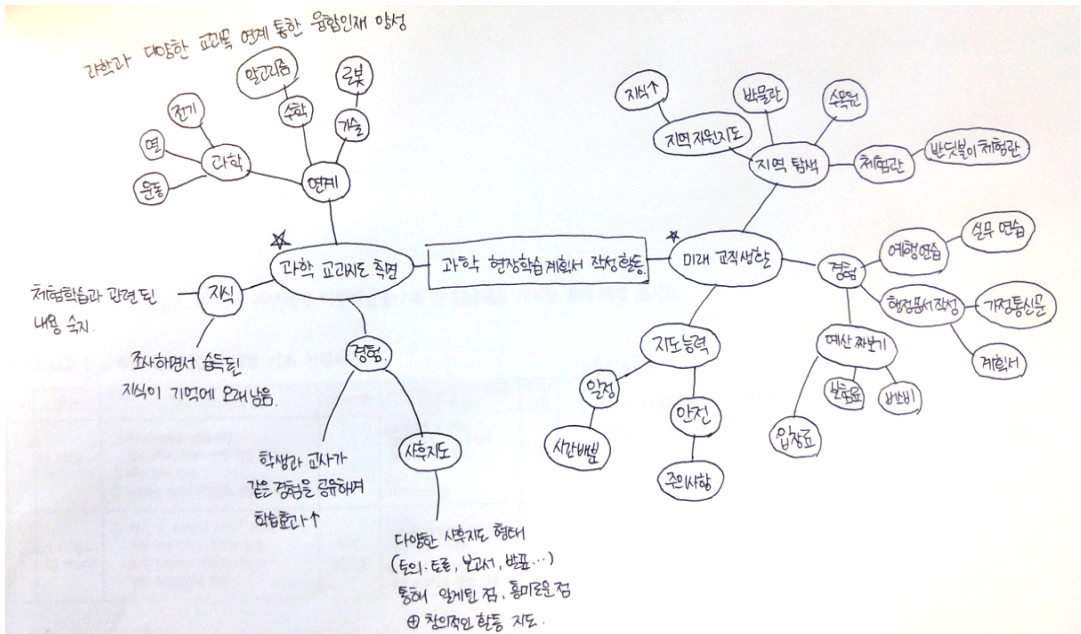 과학과 다양한 교과목 연계 통한 융합인재 양성
알고리즘
로봇
수학
기술
전기
열
과학
운동
연계
☆
과학 교과지도 측면
과학 현장학습 계획서 작성활동
★
미래 교직생활
지식
체험학습과 관련된
내용 숙지.
조사하면서 습득된
지식이 기억에 오래남음.
경험.
학생과 교사가
같은 경험을 공유하여
학습효과↑
사후지도
다양한 사후지도 형태
(토의·토론, 보고서, 발표…)
통해 알게된 점, 흥미로운점
⊕ 창의적인 활동 지도.
지식↑
박물관
수목원
지역자원지도
지역 탐색
체험관
반딧불이 체험관
경험
예행연습
실무 연습
행정문서작성
가정통신문
계획서
예산 짜보기
입장료
버스비
지도능력
일정
시간배분
안전
주의사항